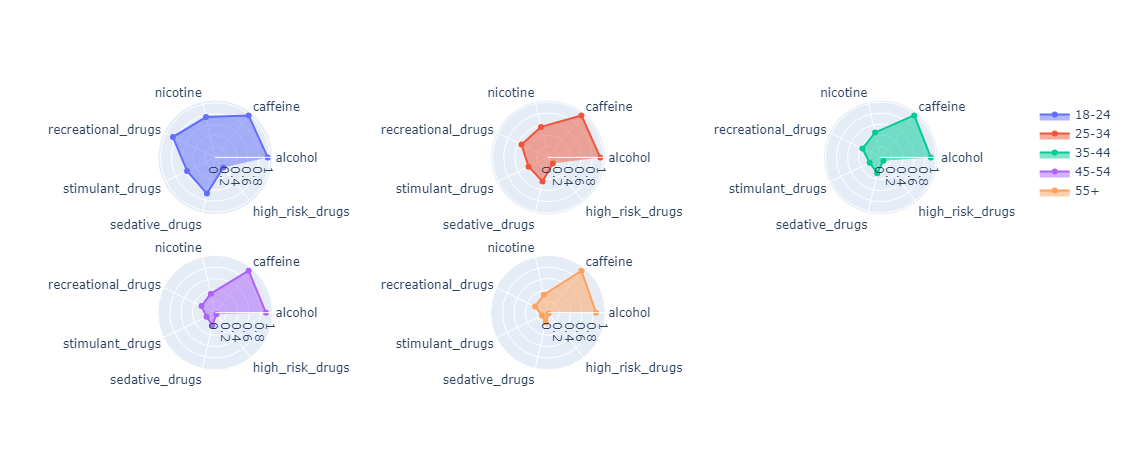 nicotine
caffeine
recreational_drugs
alcohol
stimulant_drugs
sedative_drugs
high_risk_drugs
0
0.2
0.4
0.6
0.8
1
nicotine
caffeine
recreational_drugs
alcohol
stimulant_drugs
sedative_drugs
high_risk_drugs
0
0.2
0.4
0.6
0.8
1
nicotine
caffeine
recreational_drugs
alcohol
stimulant_drugs
sedative_drugs
high_risk_drugs
0
0.2
0.4
0.6
0.8
1
18-24
25-34
35-44
45-54
55+
nicotine
caffeine
recreational_drugs
alcohol
stimulant_drugs
sedative_drugs
high_risk_drugs
0
0.2
0.4
0.6
0.8
1
nicotine
caffeine
recreational_drugs
alcohol
stimulant_drugs
sedative_drugs
high_risk_drugs
0
0.2
0.4
0.6
0.8
1